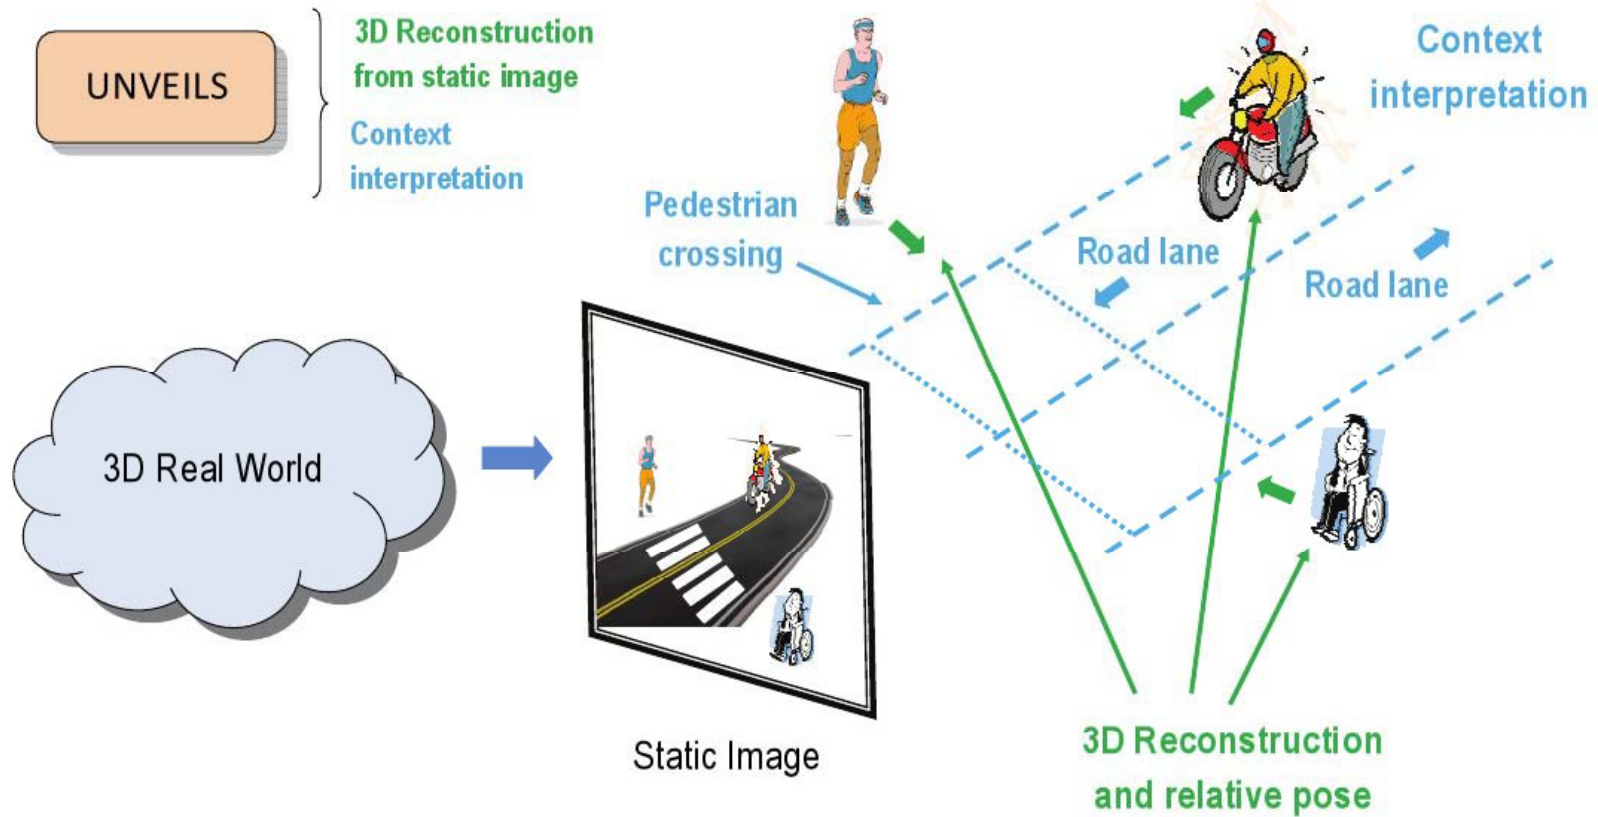 UNVEILS
3D Reconstruction
from static image
Context
interpretation
Context
interpretation
Pedestrian
crossing
Road lane
Road lane
3D Real World
Static Image
3D Reconstruction
and relative pose